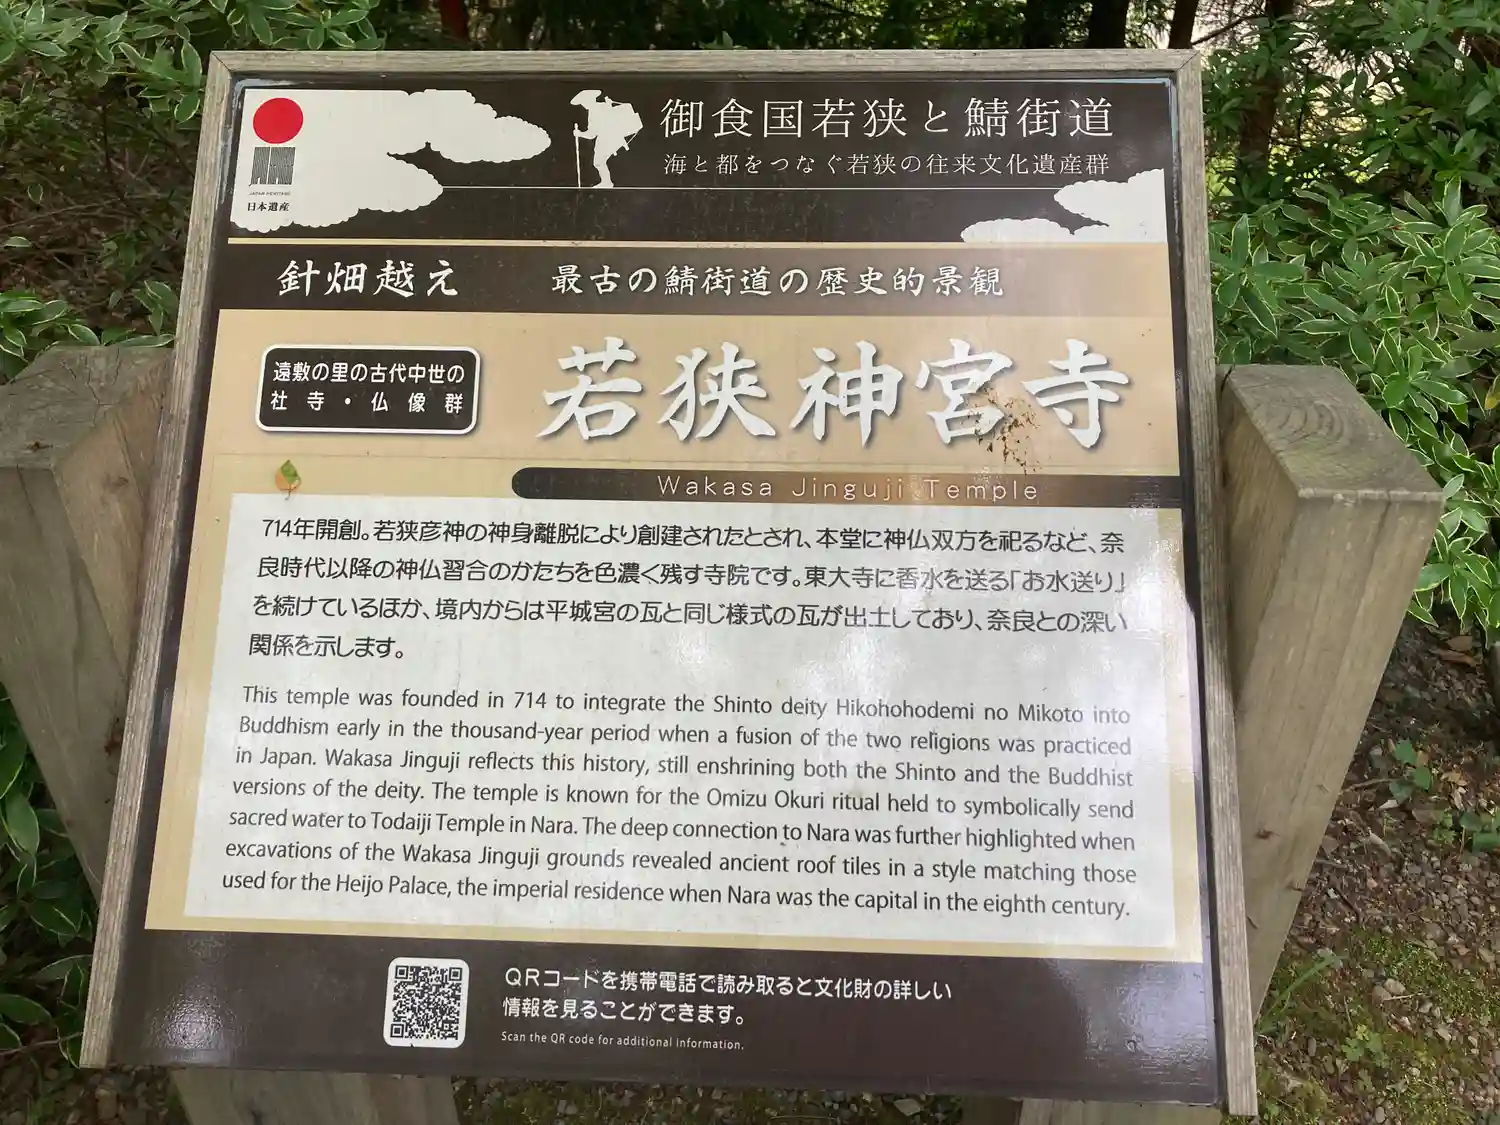 御食国若狭と鯖街道
海と都をつなぐ若狭の往来文化遺産群
JAPAN HERITAGE
日本遺産
針畑越え 最古の鯖街道の歴史的景観
遠敷の里の古代中世の
社寺・仏像群
若狭神宮寺
Wakasa Jinguji Temple
714年開創。若狭彦神の神身離脱により創建されたとされ、本堂に神仏双方を祀るなど、奈
良時代以降の神仏習合のかたちを色濃く残す寺院です。東大寺に香水を送る「お水送り」
を続けているほか、境内からは平城宮の瓦と同じ様式の瓦が出土しており、奈良との深い
関係を示します。
This temple was founded in 714 to integrate the Shinto deity Hikohohodemi no Mikoto into
Buddhism early in the thousand-year period when a fusion of the two religions was practiced
in Japan. Wakasa Jinguji reflects this history, still enshrining both the Shinto and the Buddhist
versions of the deity. The temple is known for the Omizu Okuri ritual held to symbolically send
sacred water to Todaiji Temple in Nara. The deep connection to Nara was further highlighted when
excavations of the Wakasa Jinguji grounds revealed ancient roof tiles in a style matching those
used for the Heijo Palace, the imperial residence when Nara was the capital in the eighth century.
QRコードを携帯電話で読み取ると文化財の詳しい
情報を見ることができます。
Scan the QR code for additional information.